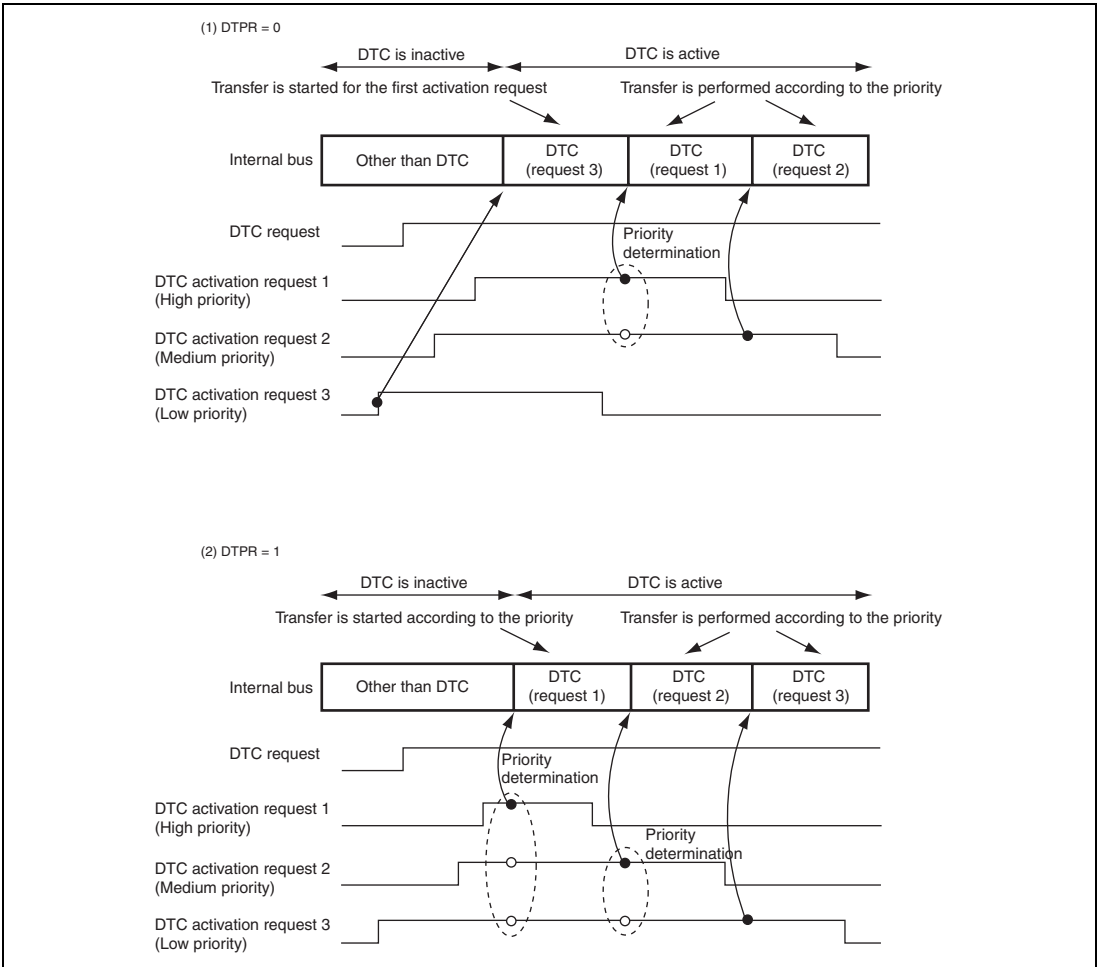 (1) DTPR = 0
DTC is inactive
DTC is active
Transfer is started for the first activation request
Transfer is performed according to the priority
Internal bus
Other than DTC
DTC
(request 3)
DTC
(request 1)
DTC
(request 2)
DTC request
Priority
determination
DTC activation request 1
(High priority)
DTC activation request 2
(Medium priority)
DTC activation request 3
(Low priority)
(2) DTPR = 1
DTC is inactive
DTC is active
Transfer is started according to the priority
Transfer is performed according to the priority
Internal bus
Other than DTC
DTC
(request 1)
DTC
(request 2)
DTC
(request 3)
DTC request
Priority
determination
DTC activation request 1
(High priority)
Priority
determination
DTC activation request 2
(Medium priority)
DTC activation request 3
(Low priority)